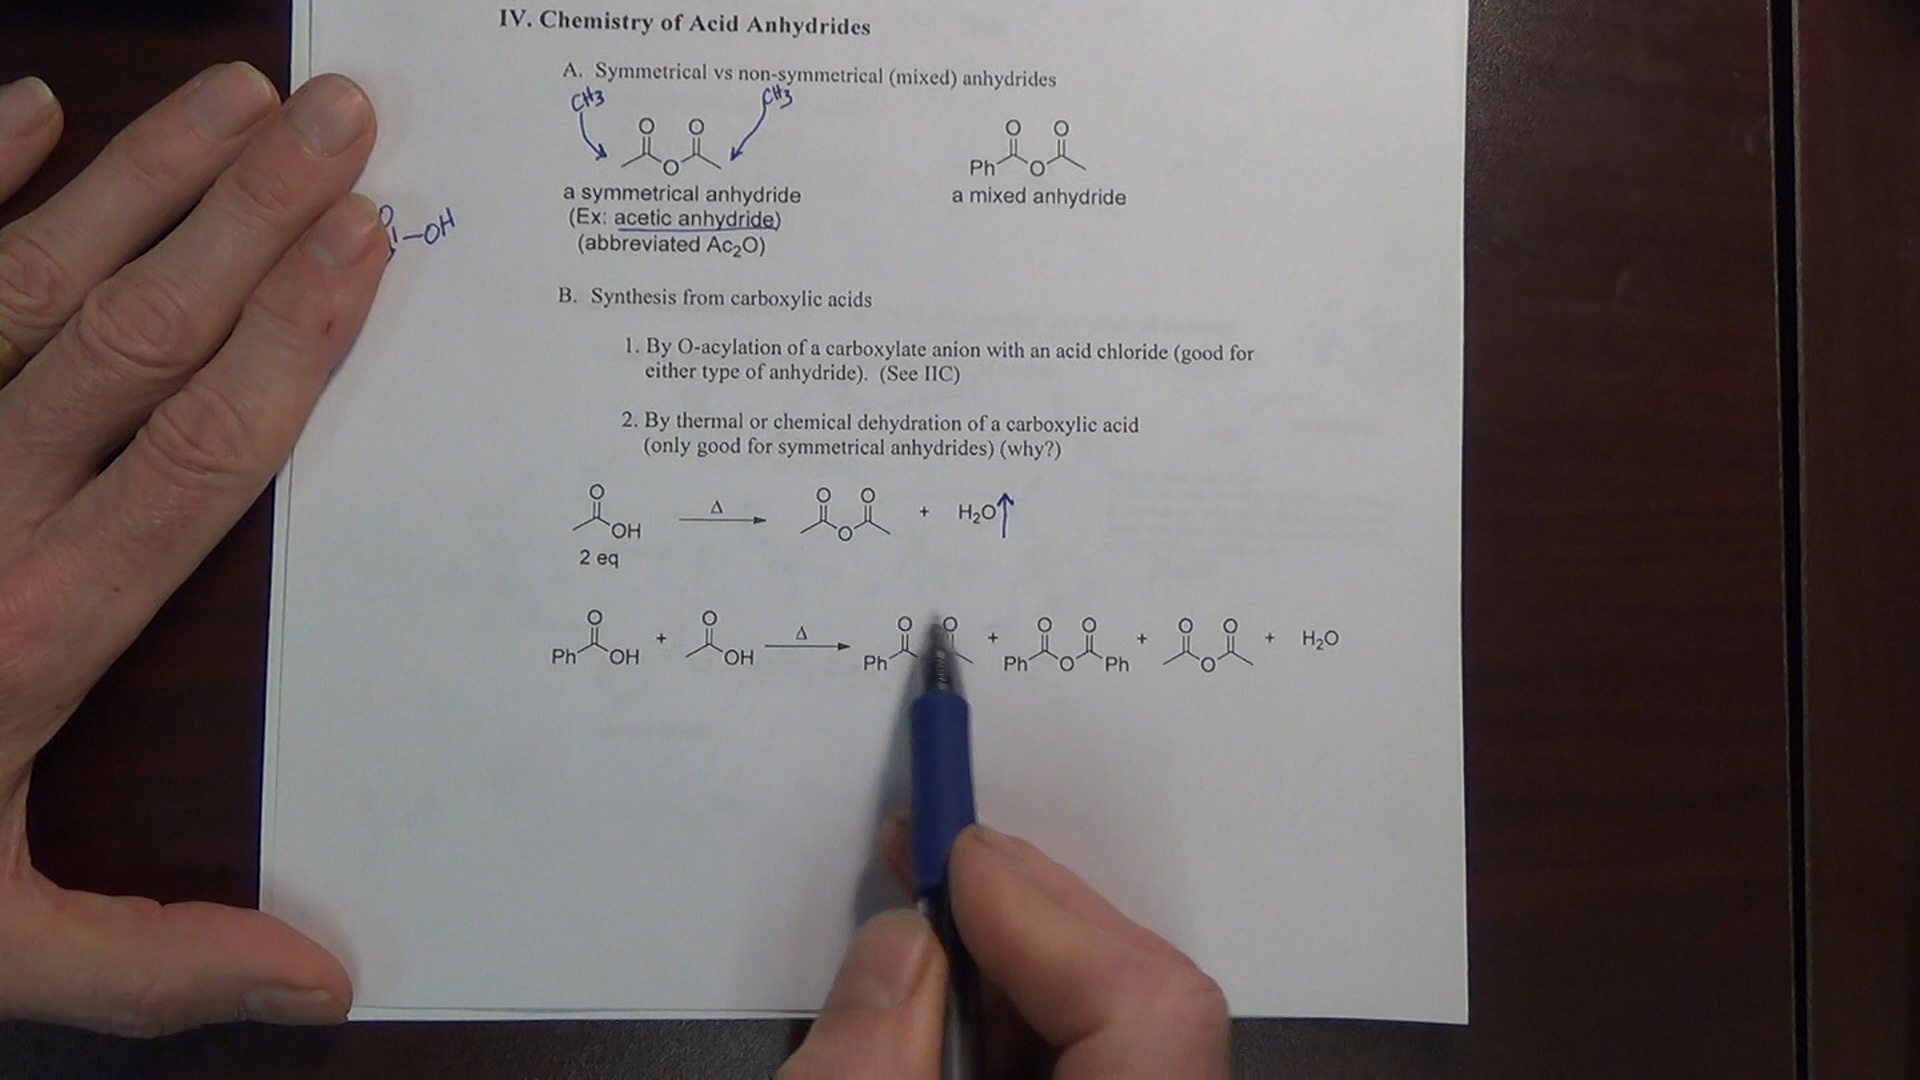 IV. Chemistry of Acid Anhydrides
A. Symmetrical vs non-symmetrical (mixed) anhydrides
CH3 CH3
O O O O
O Ph O
a symmetrical anhydride a mixed anhydride
(Ex: acetic anhydride)
(abbreviated Ac₂O)
-OH
B. Synthesis from carboxylic acids
1. By O-acylation of a carboxylate anion with an acid chloride (good for
either type of anhydride). (See IIC)
2. By thermal or chemical dehydration of a carboxylic acid
(only good for symmetrical anhydrides) (why?)
O Δ O O + H₂O↑
OH O
2 eq
O + O Δ O O + O O + O O + H₂O
Ph OH OH Ph Ph O Ph O